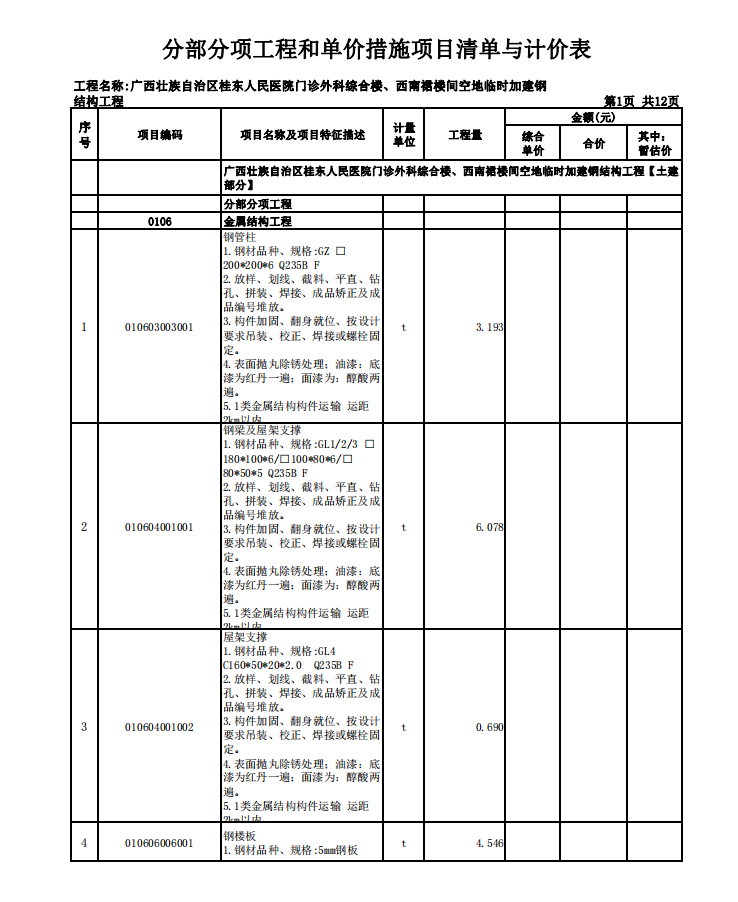 分部分项工程和单价措施项目清单与计价表
工程名称:广西壮族自治区桂东人民医院门诊外科综合楼、西南裙楼间空地临时加建钢
结构工程
第1页 共12页
序号
项目编码
项目名称及项目特征描述
计量单位
工程量
金额(元)
综合单价
合价
其中:暂估价
广西壮族自治区桂东人民医院门诊外科综合楼、西南裙楼间空地临时加建钢结构工程【土建
部分】
分部分项工程
0106 金属结构工程
钢管柱
1.钢材品种、规格:GZ □
200*200*6 Q235B F
2.放样、划线、截料、平直、钻
孔、拼装、焊接、成品矫正及成
品编号堆放。
3.构件加固、翻身就位、按设计
要求吊装、校正、焊接或螺栓固
定。
4.表面抛丸除锈处理;油漆:底
漆为红丹一遍;面漆为:醇酸两
遍。
5.1类金属结构构件运输 运距
2km以内
1 010603003001 t 3.193
钢梁及屋架支撑
1.钢材品种、规格:GL1/2/3 □
180*100*6/□100*80*6/□
80*50*5 Q235B F
2.放样、划线、截料、平直、钻
孔、拼装、焊接、成品矫正及成
品编号堆放。
3.构件加固、翻身就位、按设计
要求吊装、校正、焊接或螺栓固
定。
4.表面抛丸除锈处理;油漆:底
漆为红丹一遍;面漆为:醇酸两
遍。
5.1类金属结构构件运输 运距
2km以内
2 010604001001 t 6.078
屋架支撑
1.钢材品种、规格:GL4
C160*50*20*2.0 Q235B F
2.放样、划线、截料、平直、钻
孔、拼装、焊接、成品矫正及成
品编号堆放。
3.构件加固、翻身就位、按设计
要求吊装、校正、焊接或螺栓固
定。
4.表面抛丸除锈处理;油漆:底
漆为红丹一遍;面漆为:醇酸两
遍。
5.1类金属结构构件运输 运距
2km以内
3 010604001002 t 0.690
钢楼板
1.钢材品种、规格:5mm钢板
4 010606006001 t 4.546